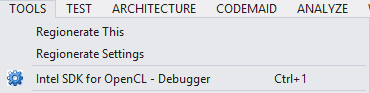 TOOLS TEST ARCHITECTURE CODEMAID ANALYZE
Regionerate This
Regionerate Settings
Intel SDK for OpenCL - Debugger Ctrl+1